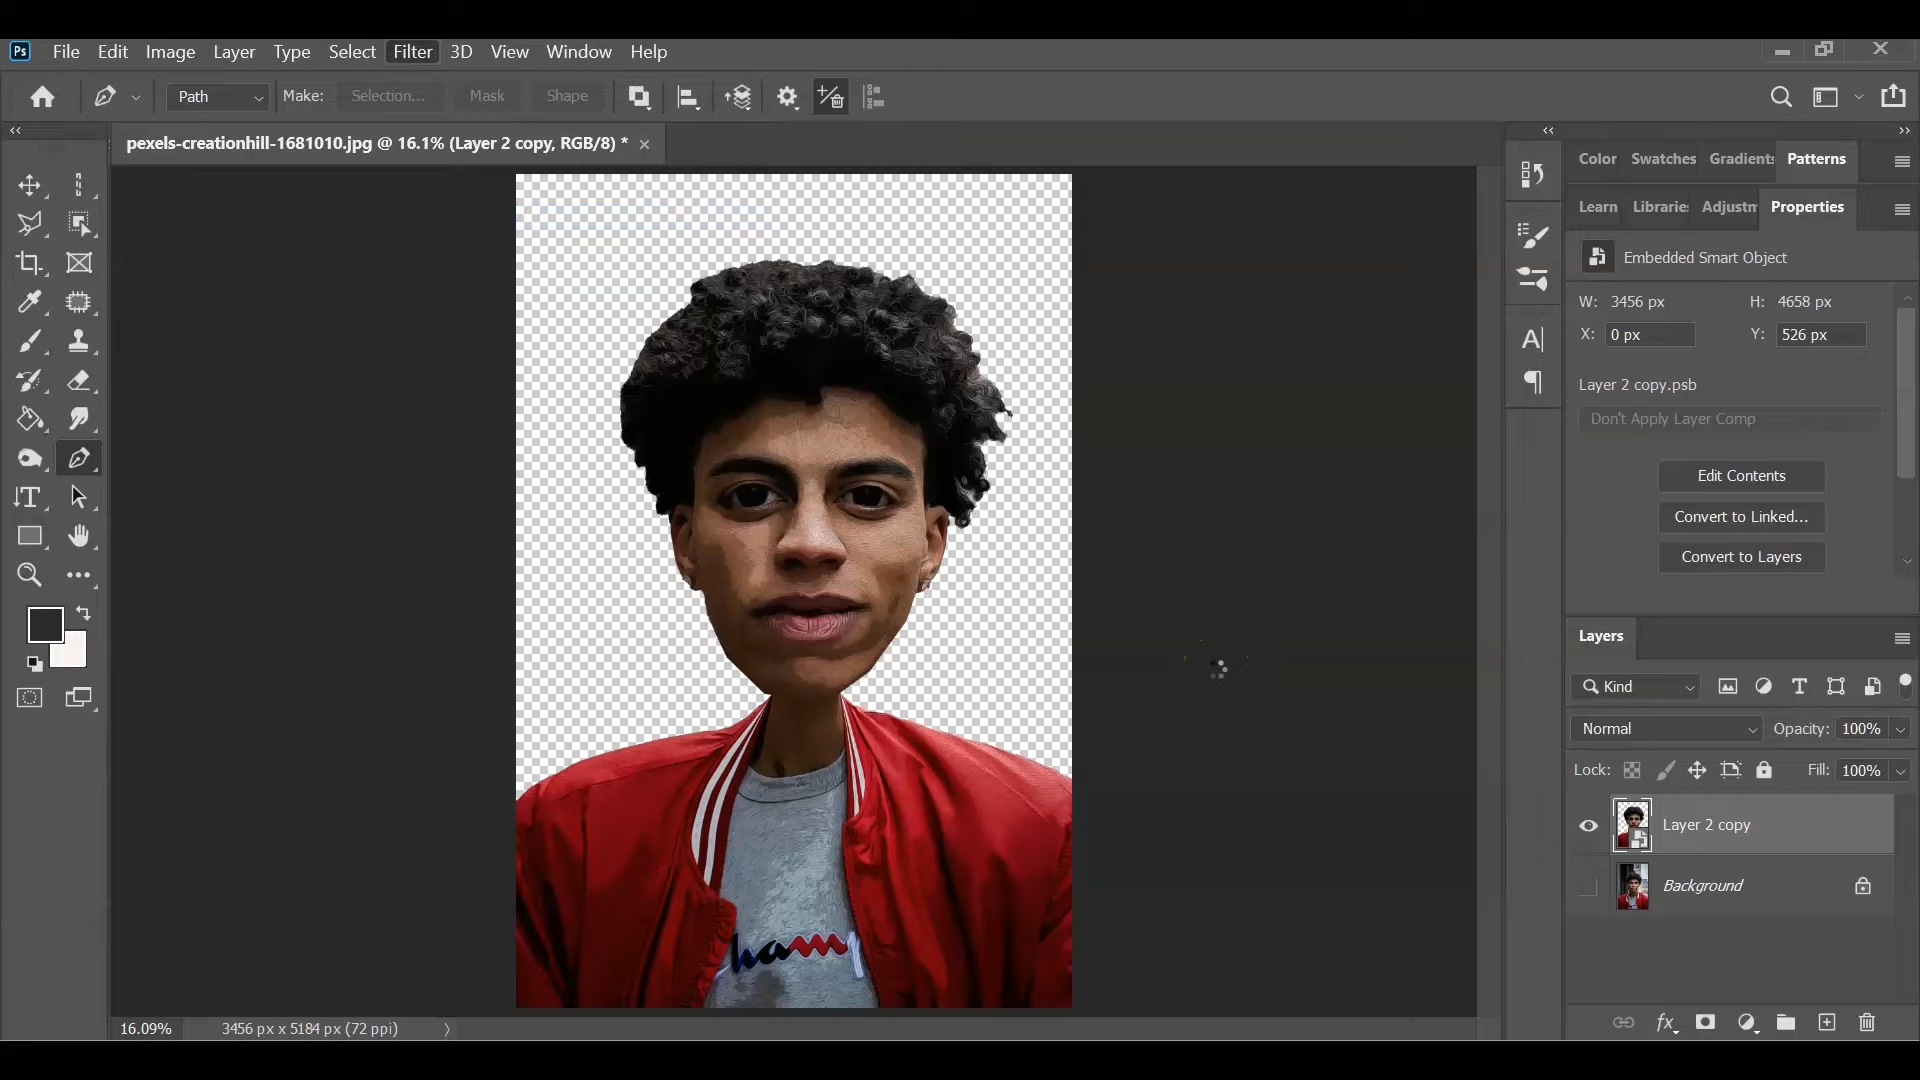 Ps File Edit Image Layer Type Select Filter 3D View Window Help
Path Make: Selection... Mask Shape
pexels-creationhill-1681010.jpg @ 16.1% (Layer 2 copy, RGB/8) * ×
Color Swatches Gradients Patterns
Learn Libraries Adjustm Properties
Embedded Smart Object
W: 3456 px H: 4658 px
X: 0 px Y: 526 px
Layer 2 copy.psb
Don't Apply Layer Comp
Edit Contents
Convert to Linked...
Convert to Layers
Layers
Kind
Normal Opacity: 100%
Lock: Fill: 100%
Layer 2 copy
Background
fx
ham
16.09% 3456 px x 5184 px (72 ppi)